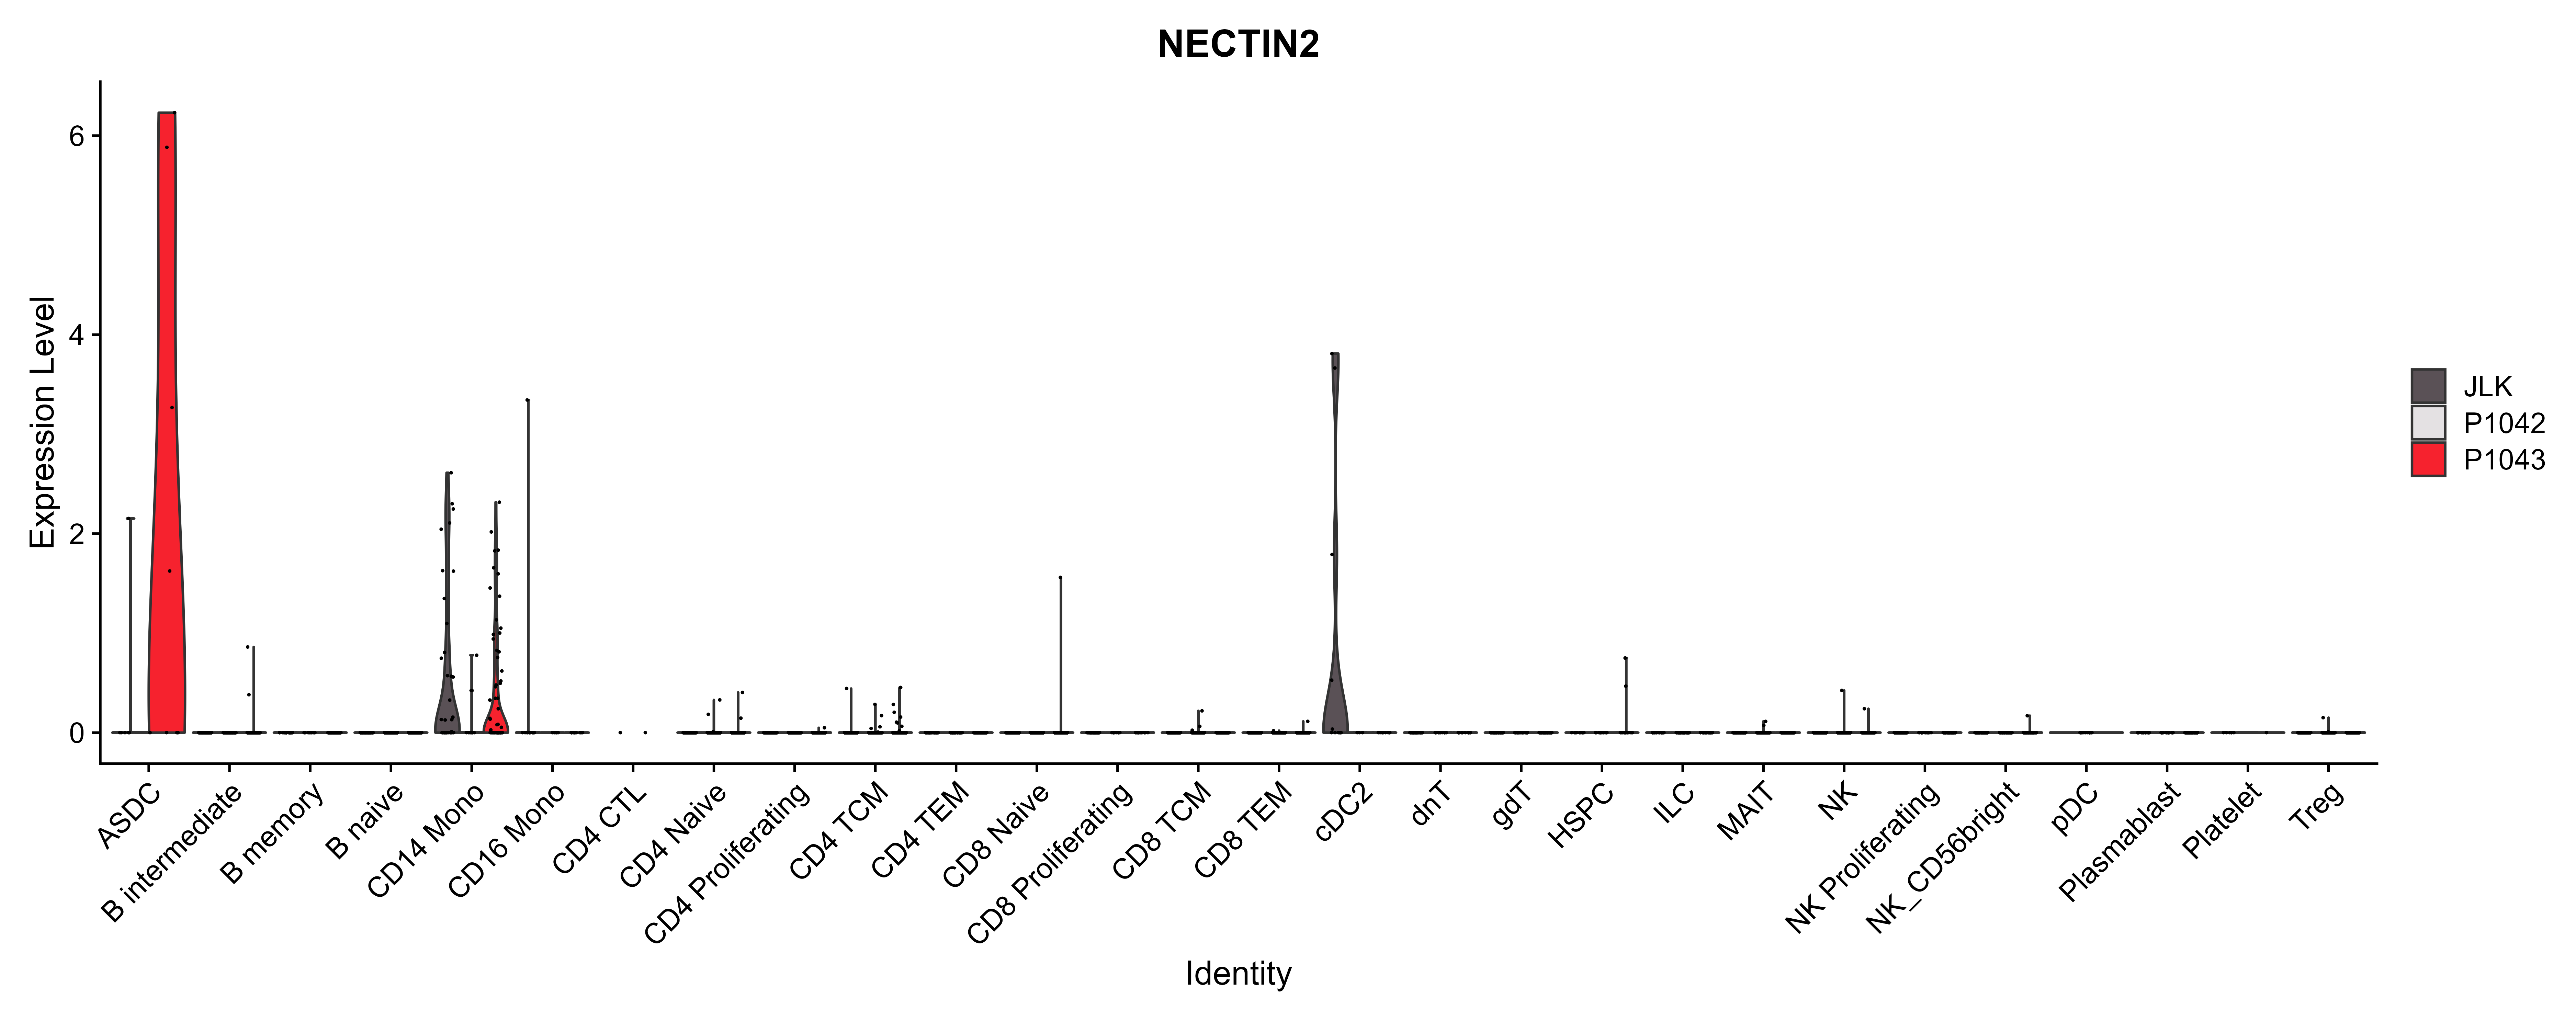 NECTIN2
Expression Level
6
4
2
0
ASDC
B intermediate
B memory
B naive
CD14 Mono
CD16 Mono
CD4 CTL
CD4 Naive
CD4 Proliferating
CD4 TCM
CD4 TEM
CD8 Naive
CD8 Proliferating
CD8 TCM
CD8 TEM
cDC2
dnT
gdT
HSPC
ILC
MAIT
NK
NK Proliferating
NK_CD56bright
pDC
Plasmablast
Platelet
Treg
Identity
JLK
P1042
P1043